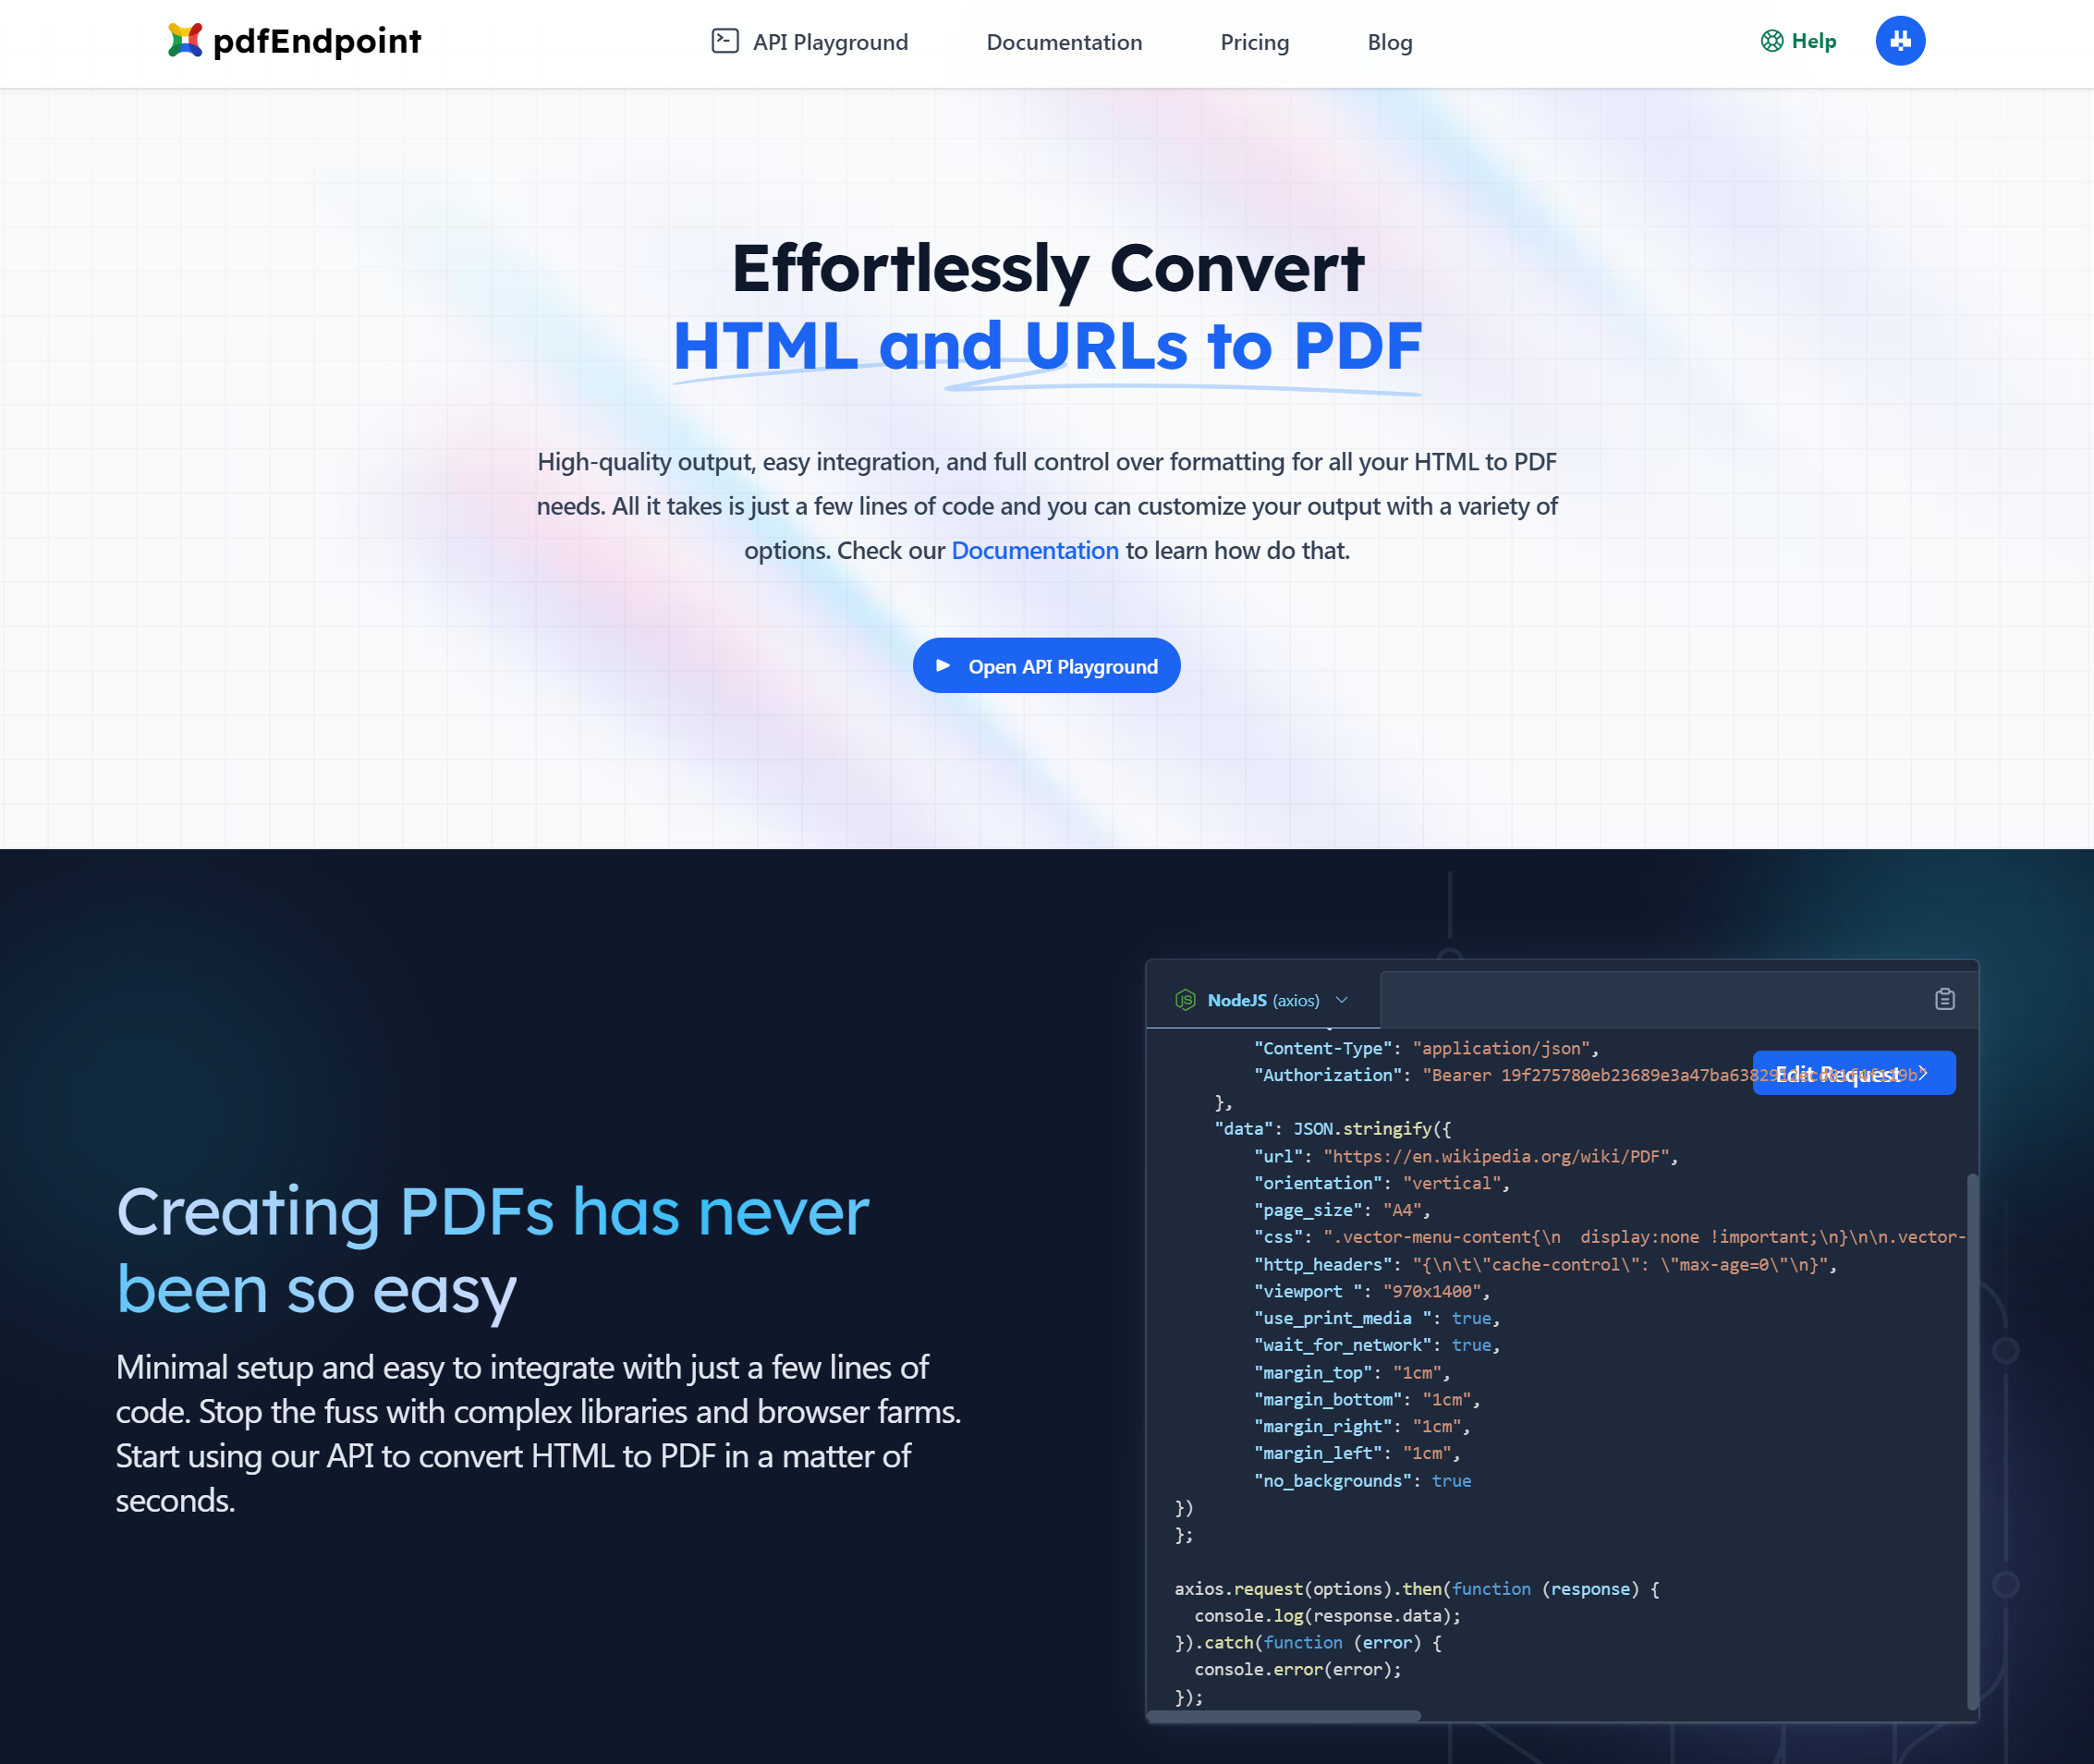 pdfEndpoint
API Playground
Documentation
Pricing
Blog
Help
Effortlessly Convert
HTML and URLs to PDF
High-quality output, easy integration, and full control over formatting for all your HTML to PDF
needs. All it takes is just a few lines of code and you can customize your output with a variety of
options. Check our Documentation to learn how do that.
Open API Playground
Creating PDFs has never
been so easy
Minimal setup and easy to integrate with just a few lines of
code. Stop the fuss with complex libraries and browser farms.
Start using our API to convert HTML to PDF in a matter of
seconds.
NodeJS (axios)
"Content-Type": "application/json",
"Authorization": "Bearer
Edit Request
},
"data": JSON.stringify({
"url": "https://en.wikipedia.org/wiki/PDF",
"orientation": "vertical",
"page_size": "A4",
"css": ".vector-menu-content{\n  display:none !important;\n}\n\n.vector-
"http_headers": "{\n\t\"cache-control\": \"max-age=0\"\n}",
"viewport ": "970x1400",
"use_print_media ": true,
"wait_for_network": true,
"margin_top": "1cm",
"margin_bottom": "1cm",
"margin_right": "1cm",
"margin_left": "1cm",
"no_backgrounds": true
})
};
axios.request(options).then(function (response) {
console.log(response.data);
}).catch(function (error) {
console.error(error);
});